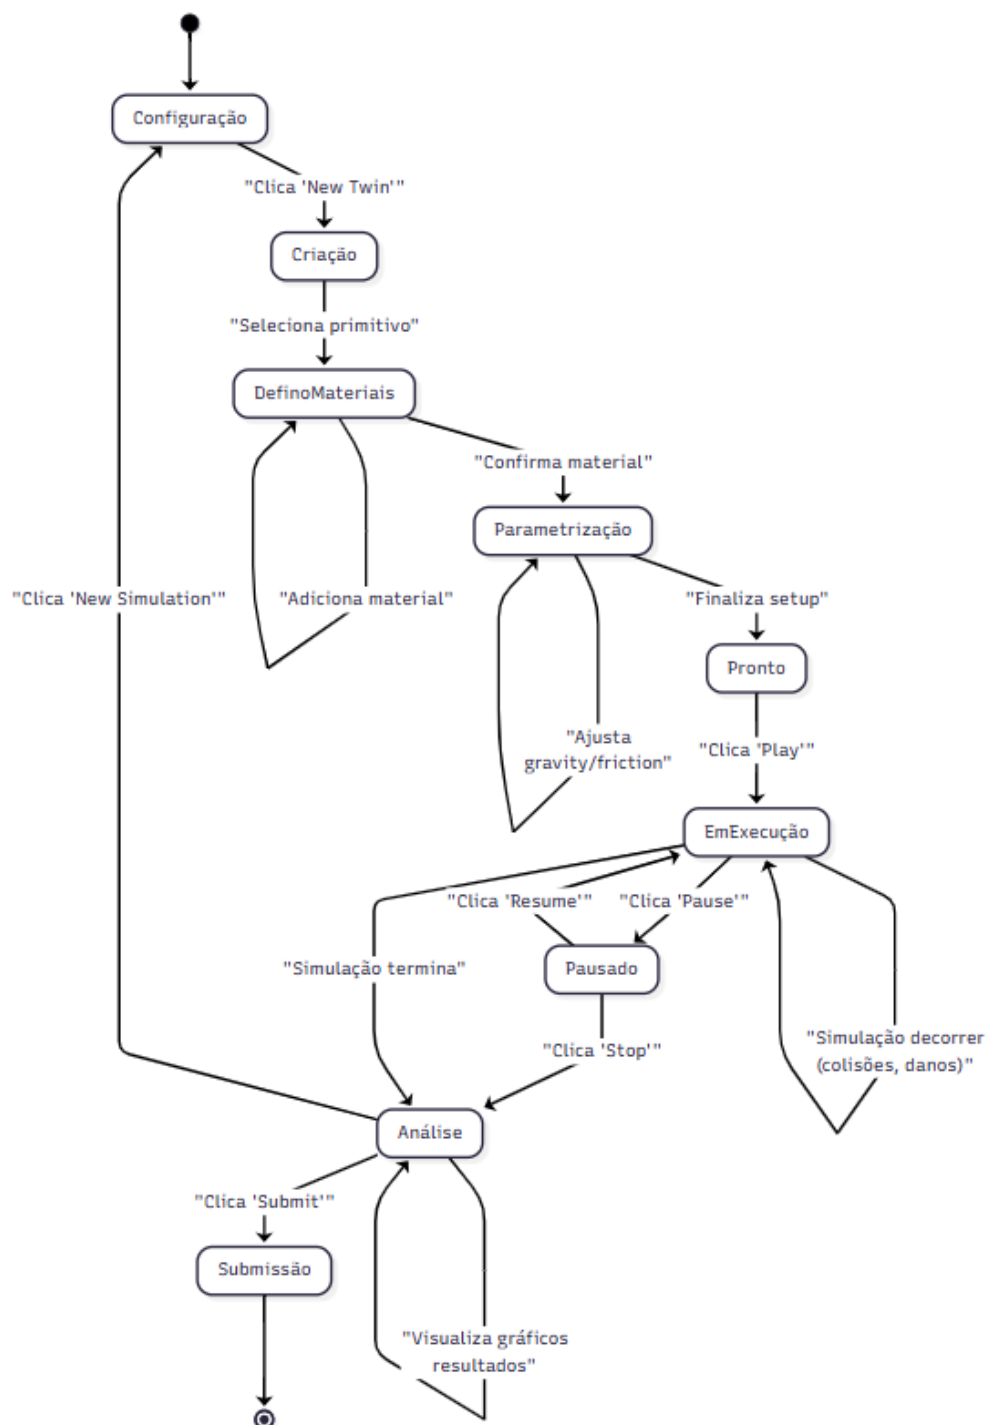 Configuração
"Clica 'New Twin'"
Criação
"Seleciona primitivo"
DefinoMateriais
"Confirma material"
Parametrização
"Clica 'New Simulation'"
"Adiciona material"
"Finaliza setup"
Pronto
"Ajusta
gravity/friction"
"Clica 'Play'"
EmExecução
"Clica 'Resume'"
"Clica 'Pause'"
"Simulação termina"
Pausado
"Simulação decorrer
(colisões, danos)"
"Clica 'Stop'"
Análise
"Clica 'Submit'"
Submissão
"Visualiza gráficos
resultados"